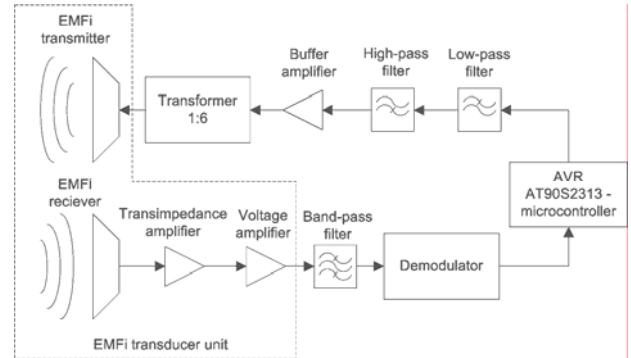 EMFi
transmitter
Buffer
amplifier
High-pass
filter
Low-pass
filter
Transformer
1:6
AVR
AT90S2313 -
microcontroller
EMFi
reciever
Transimpedance
amplifier
Voltage
amplifier
Band-pass
filter
Demodulator
EMFi transducer unit